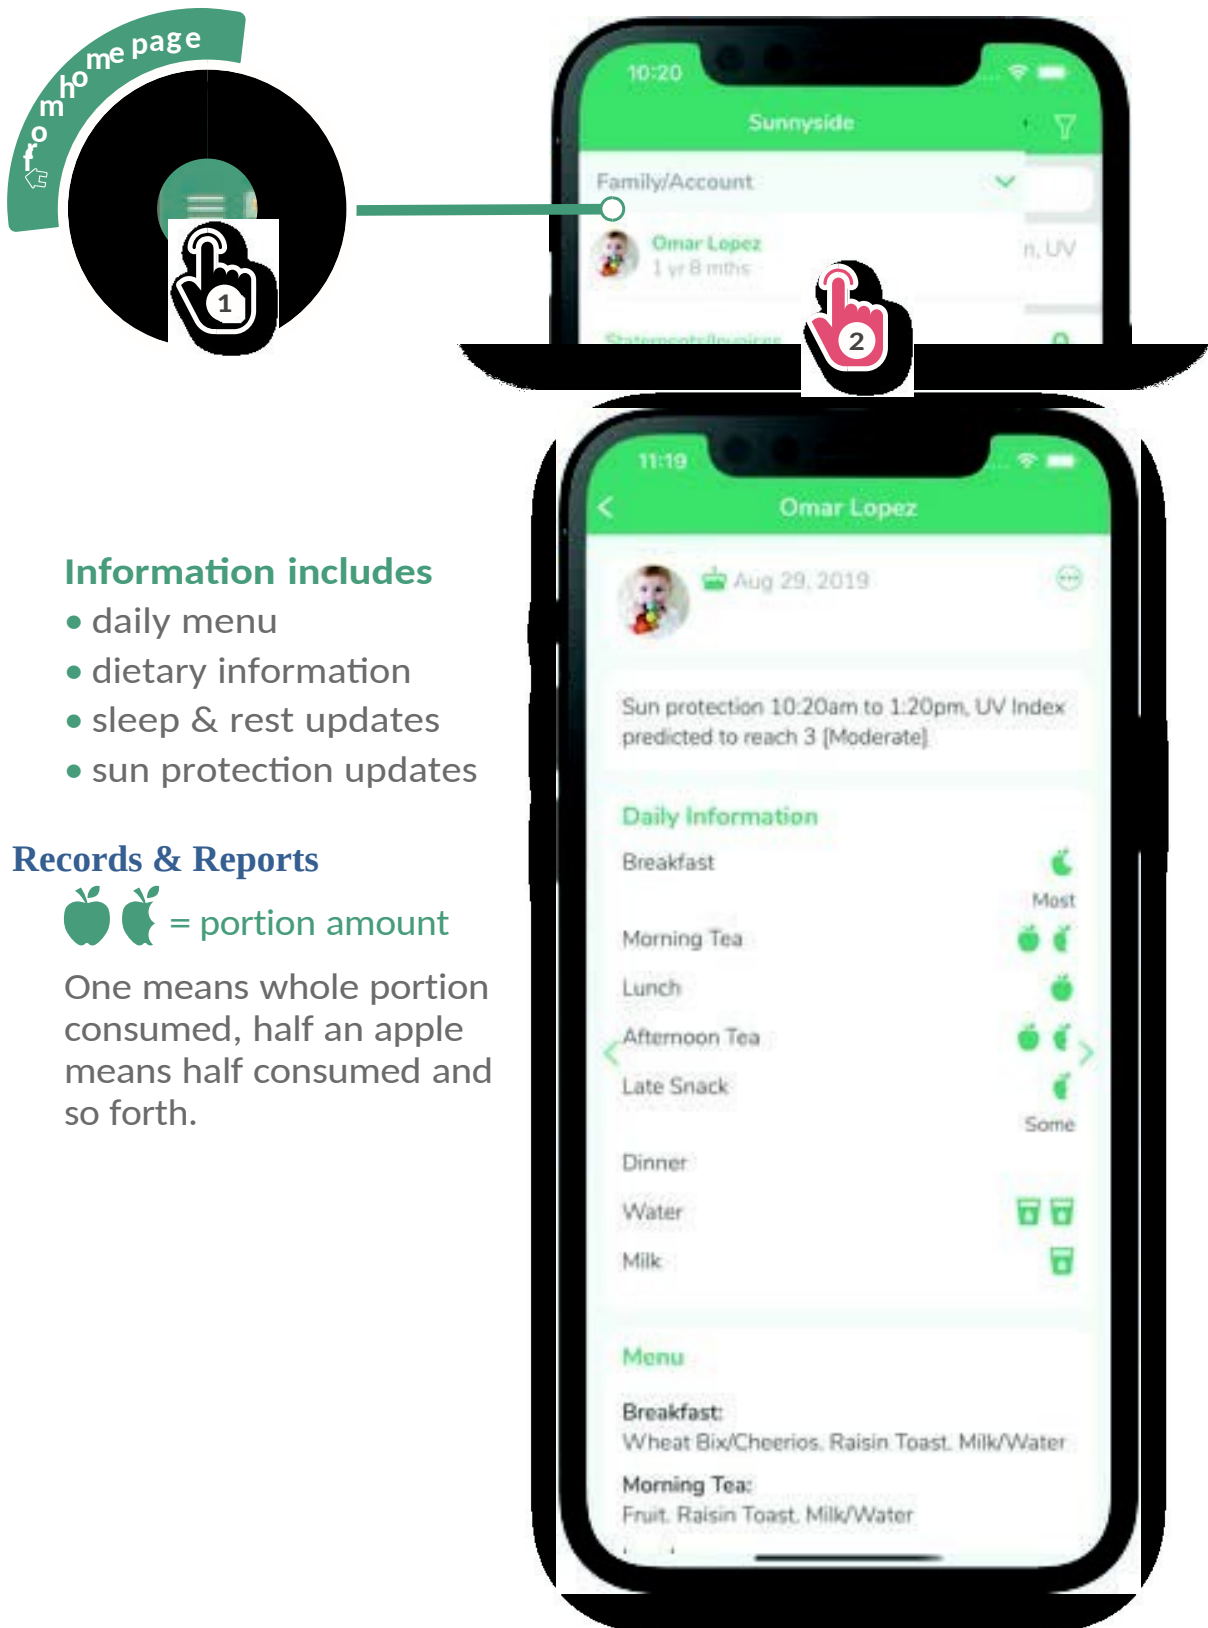 from home page
1
10:20
Sunnyside
Family/Account
Omar Lopez
1 yr 8 mths
n, UV
Statements/Invoices
2
11:19
Omar Lopez
Aug 29, 2019
Sun protection 10:20am to 1:20pm, UV Index
predicted to reach 3 [Moderate]
Daily Information
Breakfast
Most
Morning Tea
Lunch
Afternoon Tea
Late Snack
Some
Dinner
Water
Milk
Menu
Breakfast:
Wheat Bix/Cheerios. Raisin Toast. Milk/Water
Morning Tea:
Fruit. Raisin Toast. Milk/Water
Information includes
• daily menu
• dietary information
• sleep & rest updates
• sun protection updates
Records & Reports
= portion amount
One means whole portion
consumed, half an apple
means half consumed and
so forth.